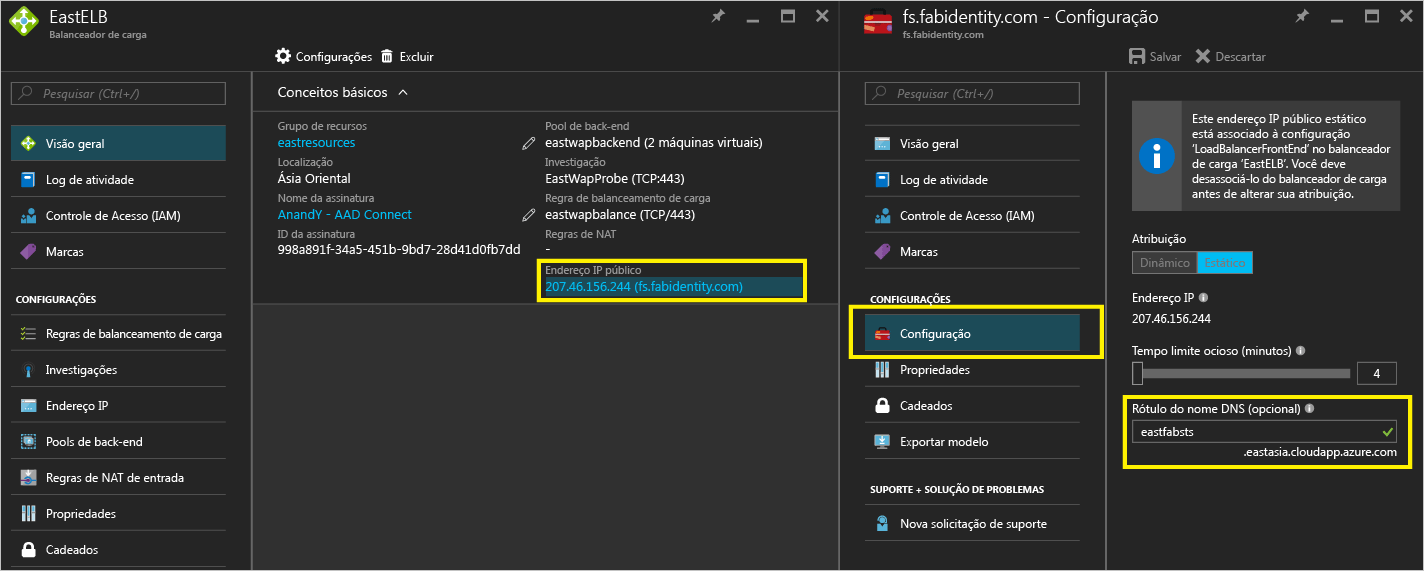 EastELB
Balanceador de carga
Configurações
Excluir
Pesquisar (Ctrl+/)
Visão geral
Log de atividade
Controle de Acesso (IAM)
Marcas
CONFIGURAÇÕES
Regras de balanceamento de carga
Investigações
Endereço IP
Pools de back-end
Regras de NAT de entrada
Propriedades
Cadeados
Conceitos básicos
Grupo de recursos
eastresources
Localização
Ásia Oriental
Nome da assinatura
AnandY - AAD Connect
ID da assinatura
998a891f-34a5-451b-9bd7-28d41d0fb7dd
Pool de back-end
eastwapbackend (2 máquinas virtuais)
Investigação
EastWapProbe (TCP:443)
Regra de balanceamento de carga
eastwapbalance (TCP/443)
Regras de NAT
-
Endereço IP público
207.46.156.244 (fs.fabidentity.com)
fs.fabidentity.com - Configuração
fs.fabidentity.com
Salvar
Descartar
Pesquisar (Ctrl+/)
Visão geral
Log de atividade
Controle de Acesso (IAM)
Marcas
CONFIGURAÇÕES
Configuração
Propriedades
Cadeados
Exportar modelo
SUPORTE + SOLUÇÃO DE PROBLEMAS
Nova solicitação de suporte
Este endereço IP público estático
está associado à configuração
'LoadBalancerFrontEnd' no balanceador
de carga 'EastELB'. Você deve
desassociá-lo do balanceador de carga
antes de alterar sua atribuição.
Atribuição
Dinâmico
Estático
Endereço IP
207.46.156.244
Tempo limite ocioso (minutos)
4
Rótulo do nome DNS (opcional)
eastfabsts
.eastasia.cloudapp.azure.com